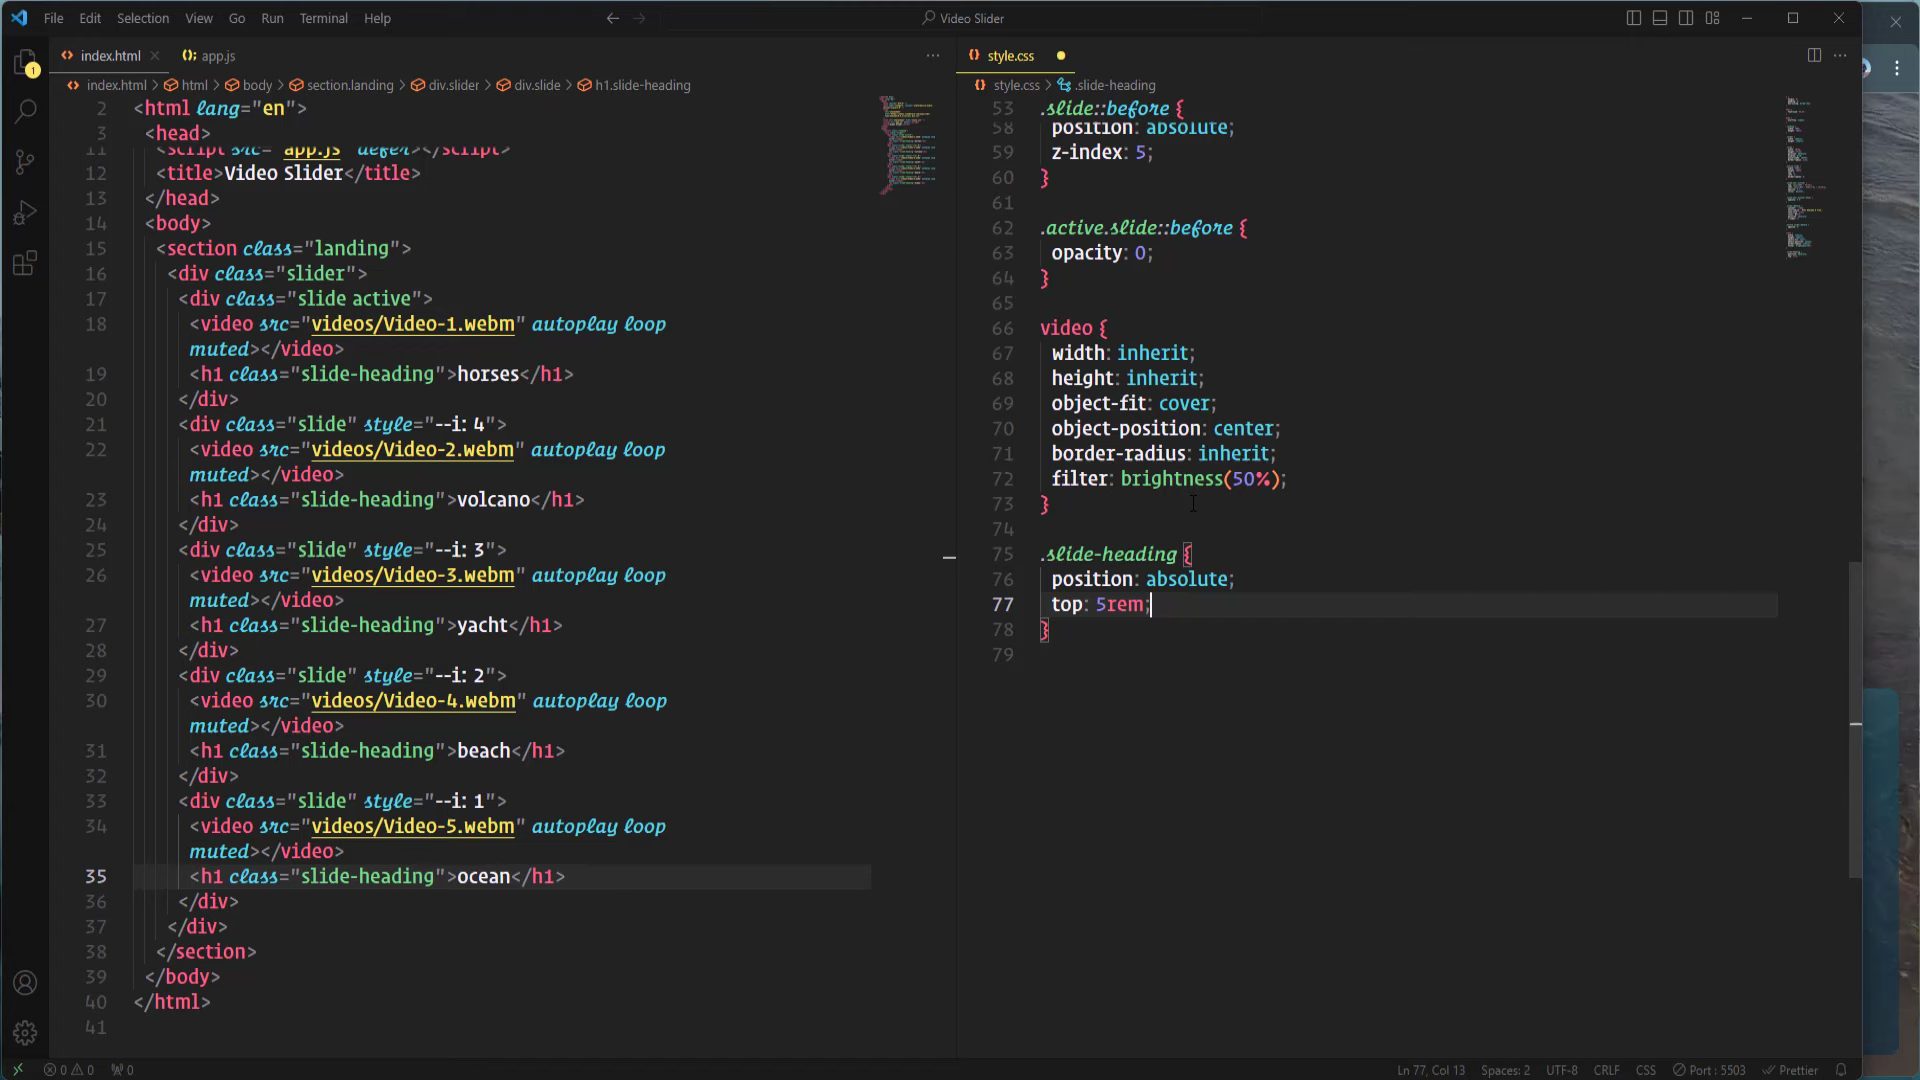 File Edit Selection View Go Run Terminal Help
Video Slider
index.html
app.js
style.css
index.html > html > body > section.landing > div.slider > div.slide > h1.slide-heading
style.css > .slide-heading
2 <html lang="en">
3 <head>
11 <script src="app.js" defer></script>
12 <title>Video Slider</title>
13 </head>
14 <body>
15 <section class="landing">
16 <div class="slider">
17 <div class="slide active">
18 <video src="videos/Video-1.webm" autoplay loop
muted></video>
19 <h1 class="slide-heading">horses</h1>
20 </div>
21 <div class="slide" style="--i: 4">
22 <video src="videos/Video-2.webm" autoplay loop
muted></video>
23 <h1 class="slide-heading">volcano</h1>
24 </div>
25 <div class="slide" style="--i: 3">
26 <video src="videos/Video-3.webm" autoplay loop
muted></video>
27 <h1 class="slide-heading">yacht</h1>
28 </div>
29 <div class="slide" style="--i: 2">
30 <video src="videos/Video-4.webm" autoplay loop
muted></video>
31 <h1 class="slide-heading">beach</h1>
32 </div>
33 <div class="slide" style="--i: 1">
34 <video src="videos/Video-5.webm" autoplay loop
muted></video>
35 <h1 class="slide-heading">ocean</h1>
36 </div>
37 </div>
38 </section>
39 </body>
40 </html>
41
53 .slide::before {
58 position: absolute;
59 z-index: 5;
60 }
61
62 .active.slide::before {
63 opacity: 0;
64 }
65
66 video {
67 width: inherit;
68 height: inherit;
69 object-fit: cover;
70 object-position: center;
71 border-radius: inherit;
72 filter: brightness(50%);
73 }
74
75 .slide-heading {
76 position: absolute;
77 top: 5rem;
78 }
79
1
0 0 0
Ln 77, Col 13 Spaces: 2 UTF-8 CRLF CSS Port : 5503 Prettier